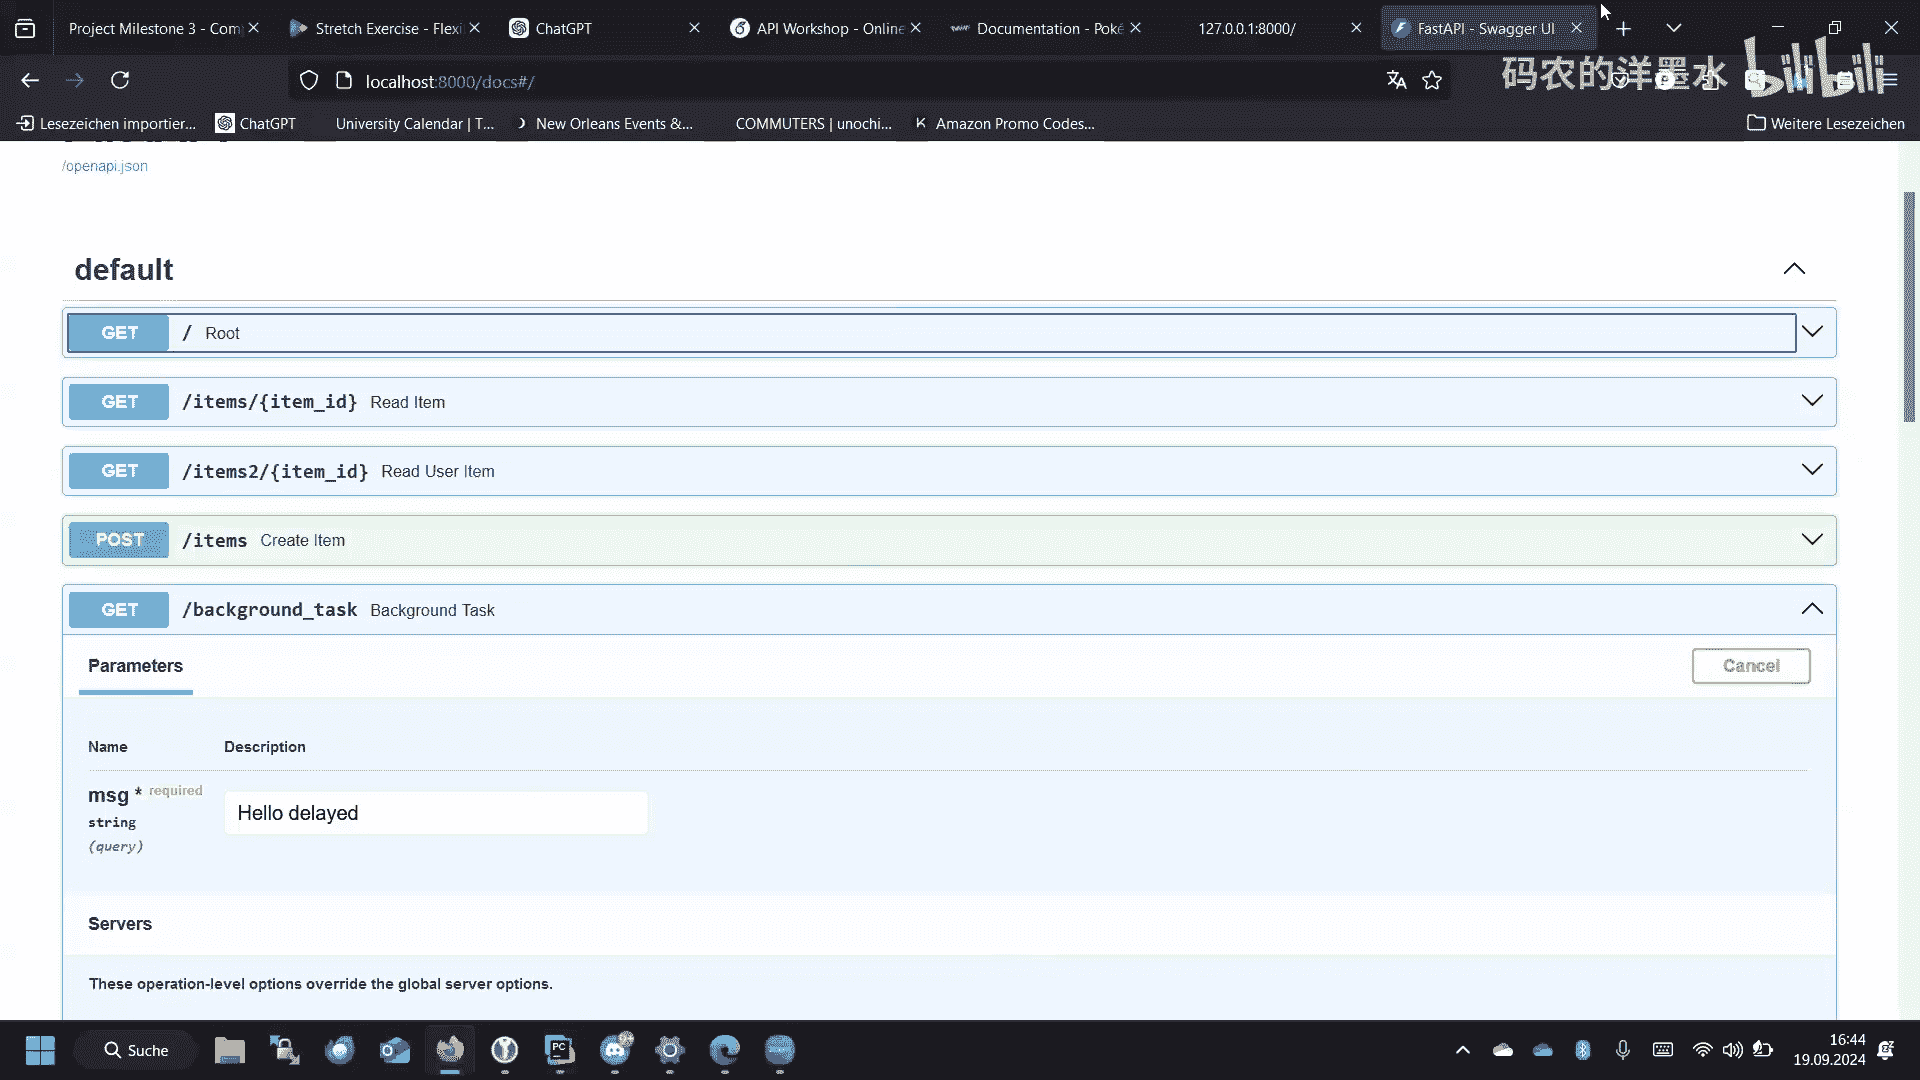 Project Milestone 3 - Com
Stretch Exercise - Flexi
ChatGPT
API Workshop - Online
Documentation - Poké
127.0.0.1:8000/
FastAPI - Swagger UI
localhost:8000/docs#/
码农的洋墨水 bilibili
Lesezeichen importier...
ChatGPT
University Calendar | T...
New Orleans Events &...
COMMUTERS | unochi...
Amazon Promo Codes...
Weitere Lesezeichen
/openapi.json
default
GET / Root
GET /items/{item_id} Read Item
GET /items2/{item_id} Read User Item
POST /items Create Item
GET /background_task Background Task
Parameters
Cancel
Name Description
msg * required
string
(query)
Hello delayed
Servers
These operation-level options override the global server options.
Suche
PC
16:44
19.09.2024